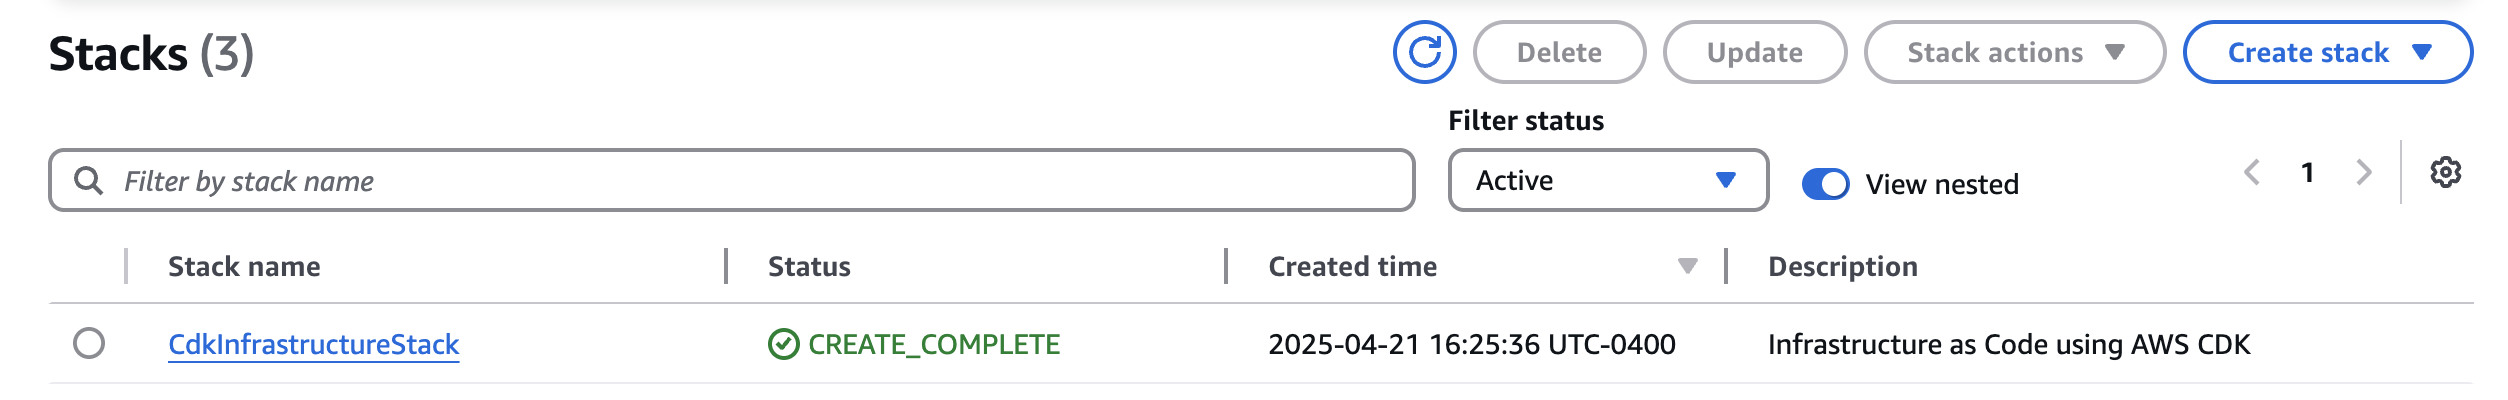 Stacks (3)
Delete
Update
Stack actions
Create stack
Filter status
Filter by stack name
Active
View nested
1
Stack name
Status
Created time
Description
CdkInfrastructureStack
CREATE_COMPLETE
2025-04-21 16:25:36 UTC-0400
Infrastructure as Code using AWS CDK